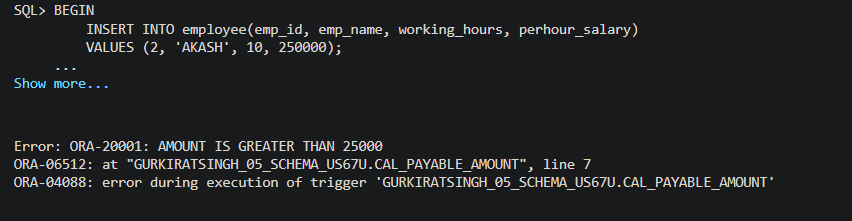 SQL> BEGIN
INSERT INTO employee(emp_id, emp_name, working_hours, perhour_salary)
VALUES (2, 'AKASH', 10, 250000);
...
Show more...
Error: ORA-20001: AMOUNT IS GREATER THAN 25000
ORA-06512: at "GURKIRATSINGH_05_SCHEMA_US67U.CAL_PAYABLE_AMOUNT", line 7
ORA-04088: error during execution of trigger 'GURKIRATSINGH_05_SCHEMA_US67U.CAL_PAYABLE_AMOUNT'